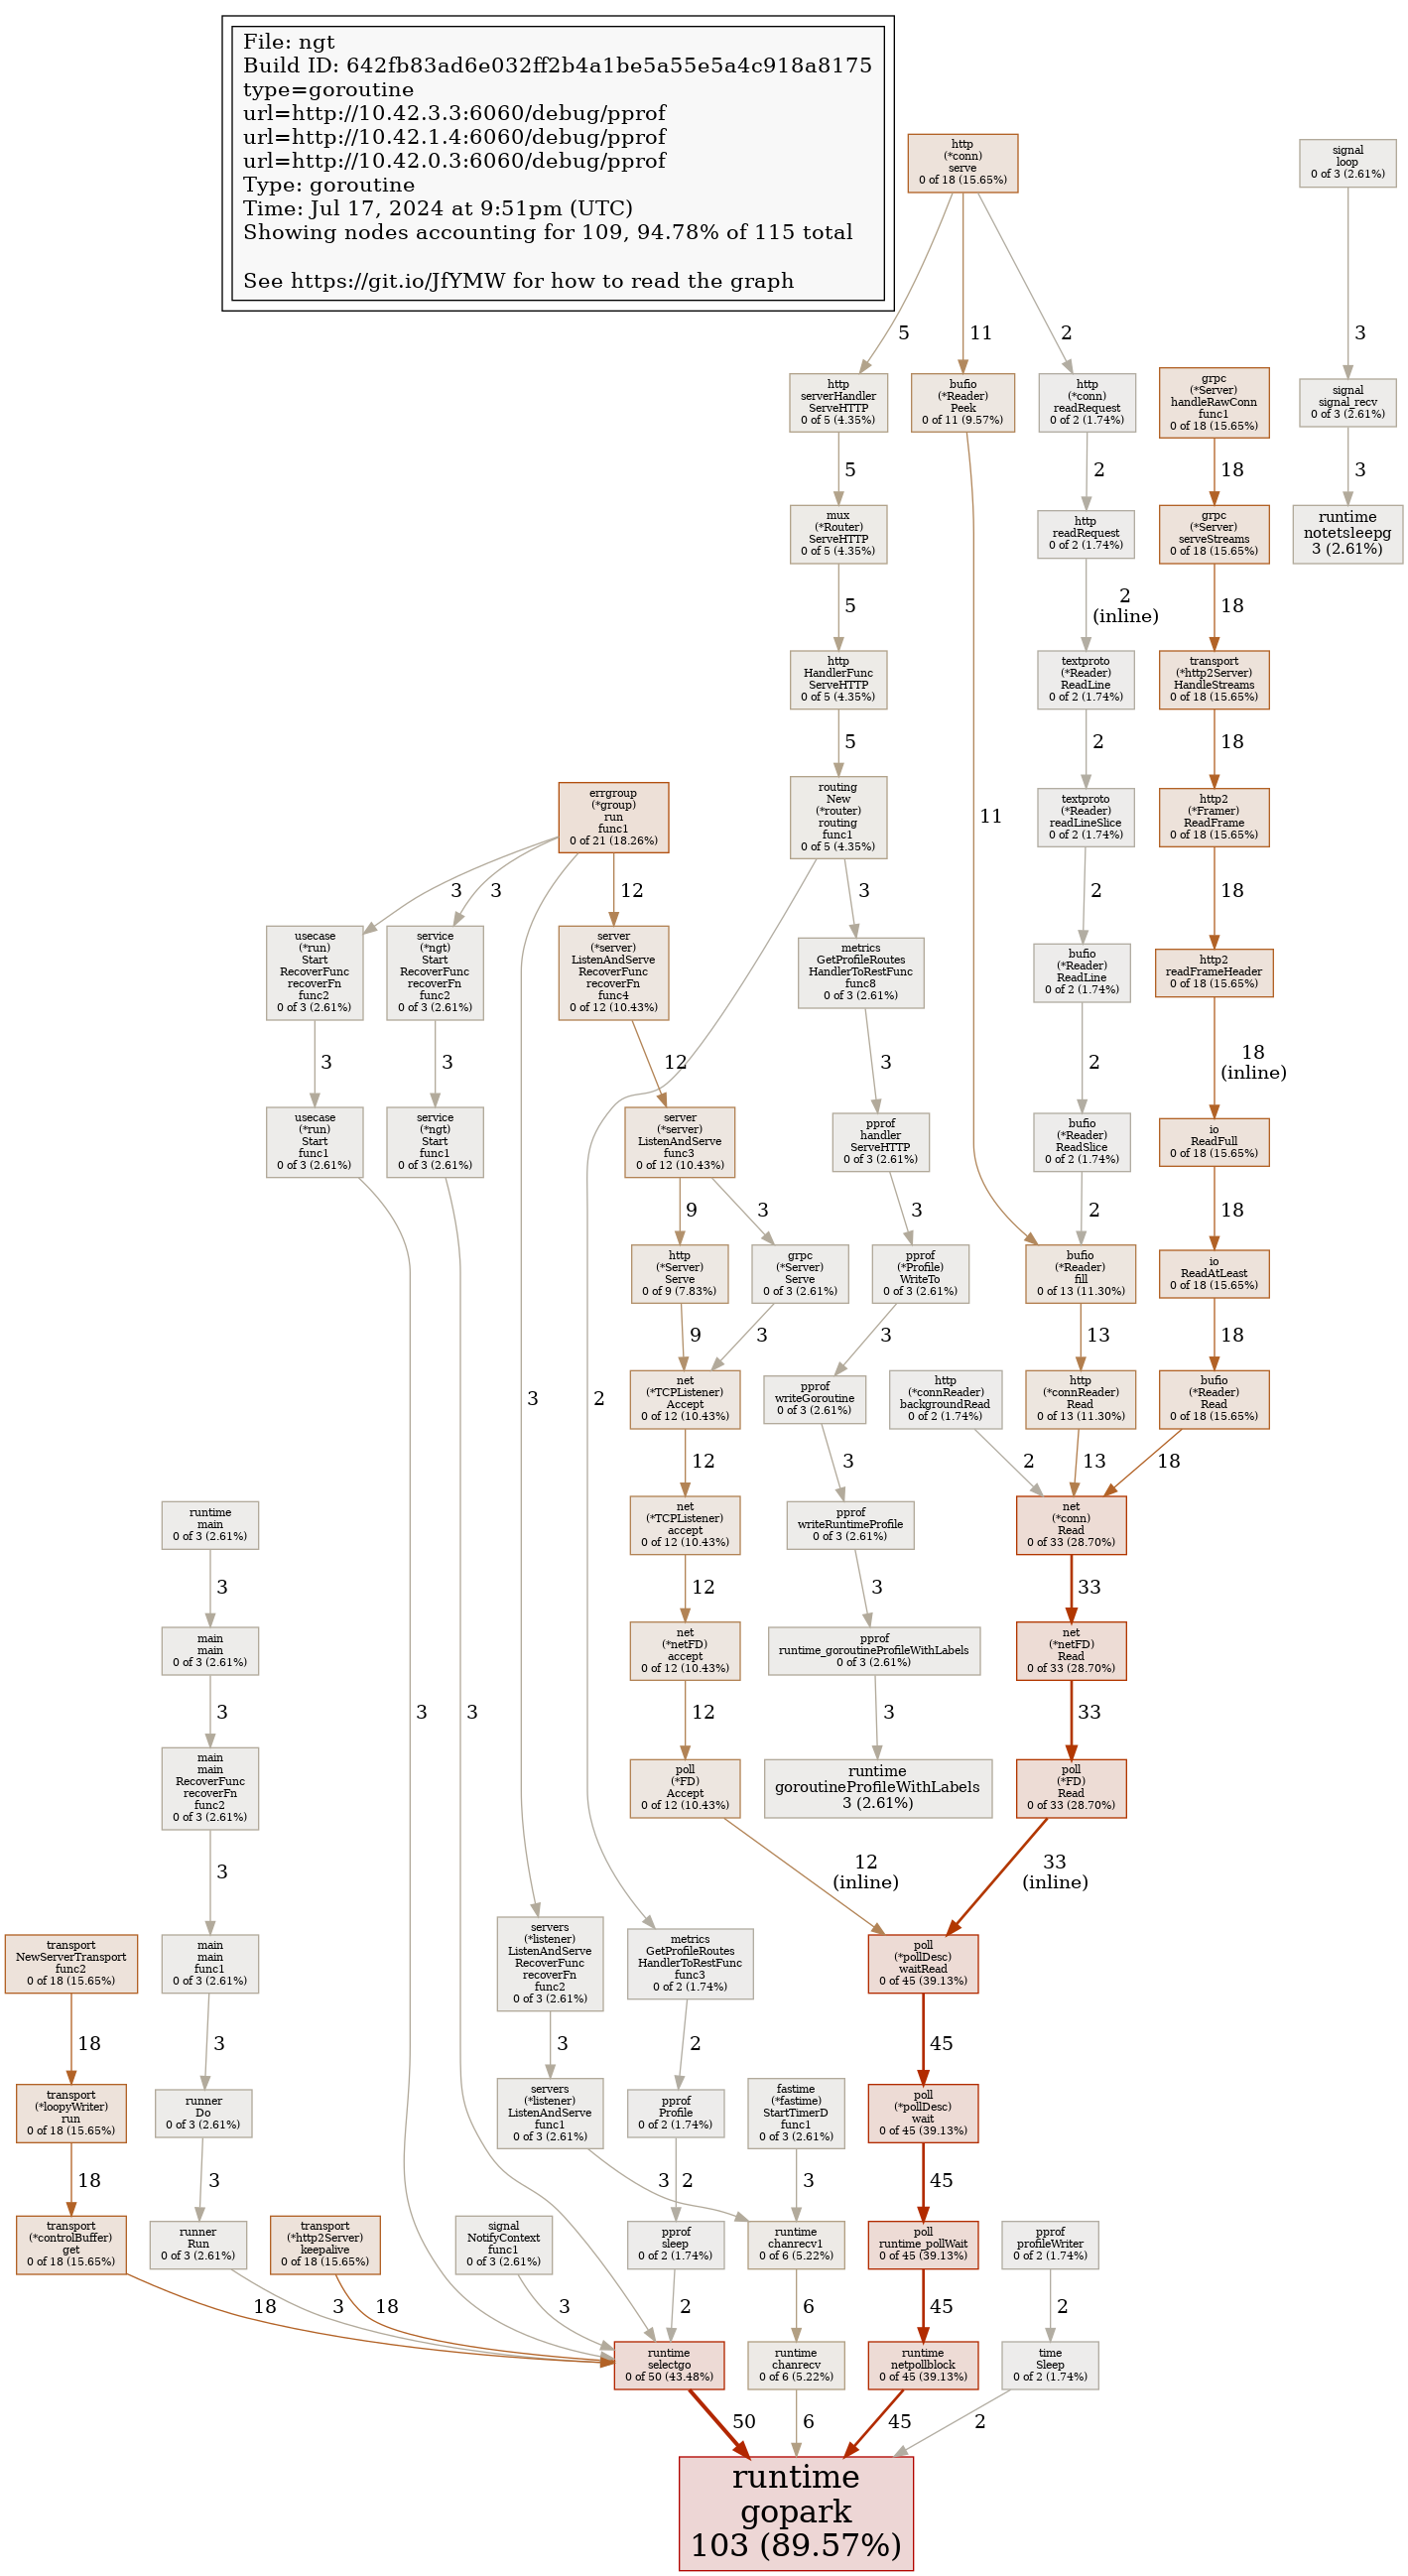 File: ngt
Build ID: 642fb83ad6e032ff2b4a1be5a55e5a4c918a8175
type=goroutine
url=http://10.42.3.3:6060/debug/pprof
url=http://10.42.1.4:6060/debug/pprof
url=http://10.42.0.3:6060/debug/pprof
Type: goroutine
Time: Jul 17, 2024 at 9:51pm (UTC)
Showing nodes accounting for 109, 94.78% of 115 total
See https://git.io/JfYMW for how to read the graph
http
(*conn)
serve
0 of 18 (15.65%)
signal
loop
0 of 3 (2.61%)
5
11
2
3
http
serverHandler
ServeHTTP
0 of 5 (4.35%)
bufio
(*Reader)
Peek
0 of 11 (9.57%)
http
(*conn)
readRequest
0 of 2 (1.74%)
grpc
(*Server)
handleRawConn
func1
0 of 18 (15.65%)
signal
signal_recv
0 of 3 (2.61%)
5
2
18
3
mux
(*Router)
ServeHTTP
0 of 5 (4.35%)
http
readRequest
0 of 2 (1.74%)
grpc
(*Server)
serveStreams
0 of 18 (15.65%)
runtime
notetsleepg
3 (2.61%)
5
2
(inline)
18
http
HandlerFunc
ServeHTTP
0 of 5 (4.35%)
textproto
(*Reader)
ReadLine
0 of 2 (1.74%)
transport
(*http2Server)
HandleStreams
0 of 18 (15.65%)
5
2
18
errgroup
(*group)
run
func1
0 of 21 (18.26%)
routing
New
(*router)
routing
func1
0 of 5 (4.35%)
11
textproto
(*Reader)
readLineSlice
0 of 2 (1.74%)
http2
(*Framer)
ReadFrame
0 of 18 (15.65%)
3
3
12
3
2
18
usecase
(*run)
Start
RecoverFunc
recoverFn
func2
0 of 3 (2.61%)
service
(*ngt)
Start
RecoverFunc
recoverFn
func2
0 of 3 (2.61%)
server
(*server)
ListenAndServe
RecoverFunc
recoverFn
func4
0 of 12 (10.43%)
metrics
GetProfileRoutes
HandlerToRestFunc
func8
0 of 3 (2.61%)
bufio
(*Reader)
ReadLine
0 of 2 (1.74%)
http2
readFrameHeader
0 of 18 (15.65%)
3
3
12
3
2
18
(inline)
usecase
(*run)
Start
func1
0 of 3 (2.61%)
service
(*ngt)
Start
func1
0 of 3 (2.61%)
server
(*server)
ListenAndServe
func3
0 of 12 (10.43%)
pprof
handler
ServeHTTP
0 of 3 (2.61%)
bufio
(*Reader)
ReadSlice
0 of 2 (1.74%)
io
ReadFull
0 of 18 (15.65%)
9
3
3
2
18
http
(*Server)
Serve
0 of 9 (7.83%)
grpc
(*Server)
Serve
0 of 3 (2.61%)
pprof
(*Profile)
WriteTo
0 of 3 (2.61%)
bufio
(*Reader)
fill
0 of 13 (11.30%)
io
ReadAtLeast
0 of 18 (15.65%)
9
3
3
13
18
3
2
net
(*TCPListener)
Accept
0 of 12 (10.43%)
pprof
writeGoroutine
0 of 3 (2.61%)
http
(*connReader)
backgroundRead
0 of 2 (1.74%)
http
(*connReader)
Read
0 of 13 (11.30%)
bufio
(*Reader)
Read
0 of 18 (15.65%)
12
3
2
13
18
runtime
main
0 of 3 (2.61%)
net
(*TCPListener)
accept
0 of 12 (10.43%)
pprof
writeRuntimeProfile
0 of 3 (2.61%)
net
(*conn)
Read
0 of 33 (28.70%)
3
12
3
33
main
main
0 of 3 (2.61%)
net
(*netFD)
accept
0 of 12 (10.43%)
pprof
runtime_goroutineProfileWithLabels
0 of 3 (2.61%)
net
(*netFD)
Read
0 of 33 (28.70%)
3
3
3
12
3
33
main
main
RecoverFunc
recoverFn
func2
0 of 3 (2.61%)
poll
(*FD)
Accept
0 of 12 (10.43%)
runtime
goroutineProfileWithLabels
3 (2.61%)
poll
(*FD)
Read
0 of 33 (28.70%)
3
12
(inline)
33
(inline)
transport
NewServerTransport
func2
0 of 18 (15.65%)
main
main
func1
0 of 3 (2.61%)
servers
(*listener)
ListenAndServe
RecoverFunc
recoverFn
func2
0 of 3 (2.61%)
metrics
GetProfileRoutes
HandlerToRestFunc
func3
0 of 2 (1.74%)
poll
(*pollDesc)
waitRead
0 of 45 (39.13%)
18
3
3
2
45
transport
(*loopyWriter)
run
0 of 18 (15.65%)
runner
Do
0 of 3 (2.61%)
servers
(*listener)
ListenAndServe
func1
0 of 3 (2.61%)
pprof
Profile
0 of 2 (1.74%)
fastime
(*fastime)
StartTimerD
func1
0 of 3 (2.61%)
poll
(*pollDesc)
wait
0 of 45 (39.13%)
18
3
3
2
3
45
transport
(*controlBuffer)
get
0 of 18 (15.65%)
runner
Run
0 of 3 (2.61%)
transport
(*http2Server)
keepalive
0 of 18 (15.65%)
signal
NotifyContext
func1
0 of 3 (2.61%)
pprof
sleep
0 of 2 (1.74%)
runtime
chanrecv1
0 of 6 (5.22%)
poll
runtime_pollWait
0 of 45 (39.13%)
pprof
profileWriter
0 of 2 (1.74%)
18
3
18
3
2
6
45
2
runtime
selectgo
0 of 50 (43.48%)
runtime
chanrecv
0 of 6 (5.22%)
runtime
netpollblock
0 of 45 (39.13%)
time
Sleep
0 of 2 (1.74%)
50
6
45
2
runtime
gopark
103 (89.57%)